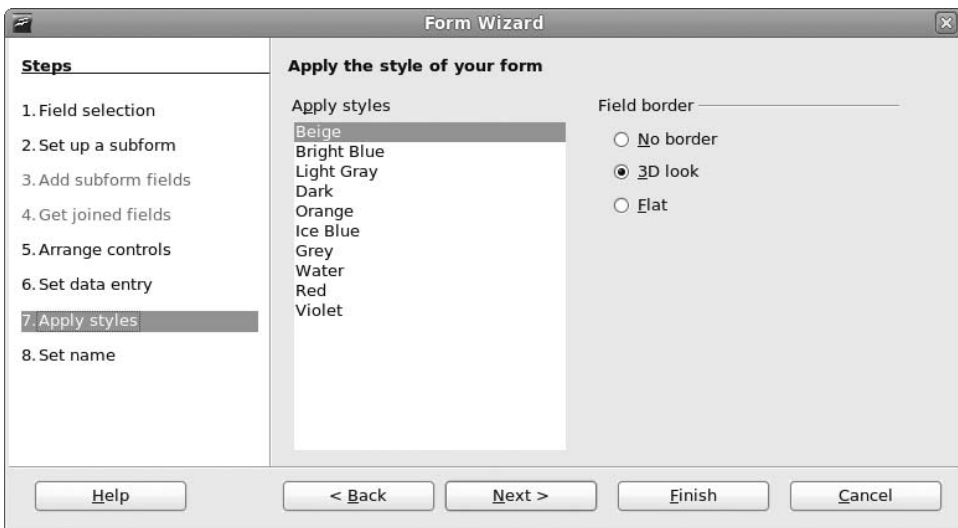 Form Wizard
Steps
1. Field selection
2. Set up a subform
3. Add subform fields
4. Get joined fields
5. Arrange controls
6. Set data entry
7. Apply styles
8. Set name
Apply the style of your form
Apply styles
Beige
Bright Blue
Light Gray
Dark
Orange
Ice Blue
Grey
Water
Red
Violet
Field border
No border
3D look
Flat
Help
< Back
Next >
Finish
Cancel